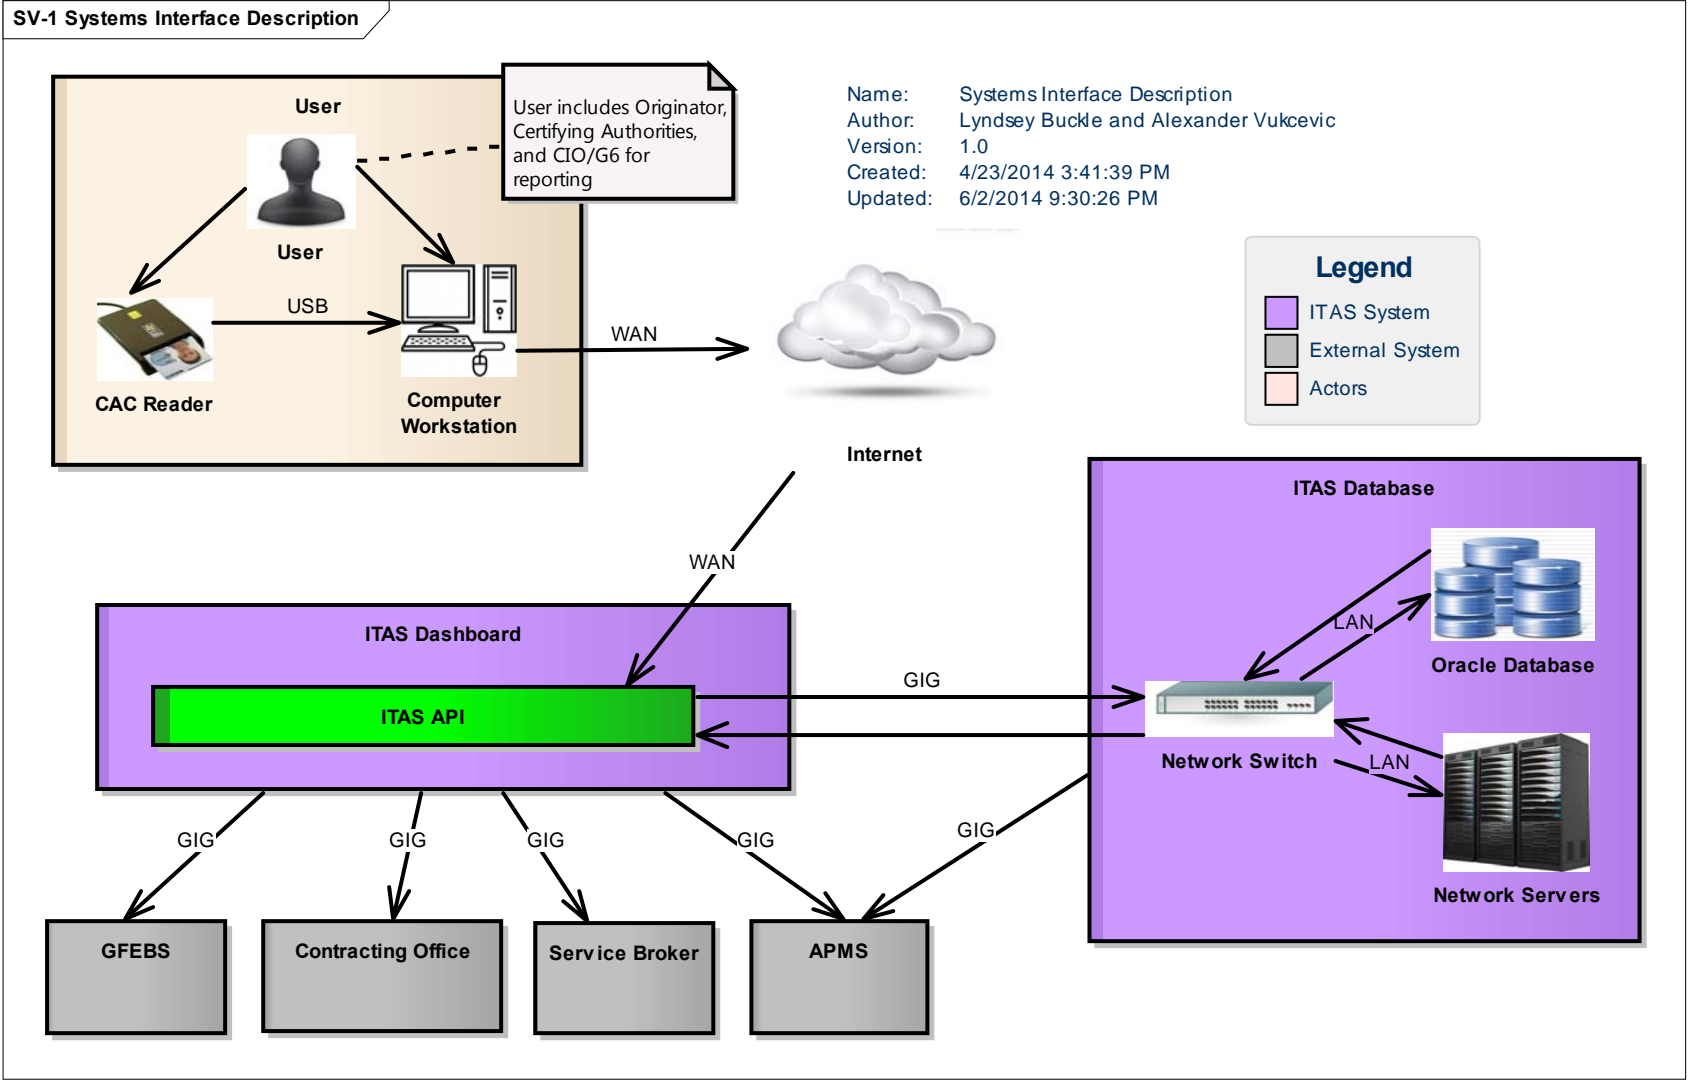 SV-1 Systems Interface Description
User
User includes Originator,
Certifying Authorities,
and CIO/G6 for
reporting
User
USB
CAC Reader
Computer
Workstation
WAN
Name: Systems Interface Description
Author: Lyndsey Buckle and Alexander Vukcevic
Version: 1.0
Created: 4/23/2014 3:41:39 PM
Updated: 6/2/2014 9:30:26 PM
Internet
Legend
ITAS System
External System
Actors
WAN
ITAS Dashboard
ITAS API
GIG
ITAS Database
LAN
Oracle Database
Network Switch
LAN
Network Servers
GIG
GIG
GIG
GIG
GIG
GFEBS
Contracting Office
Service Broker
APMS